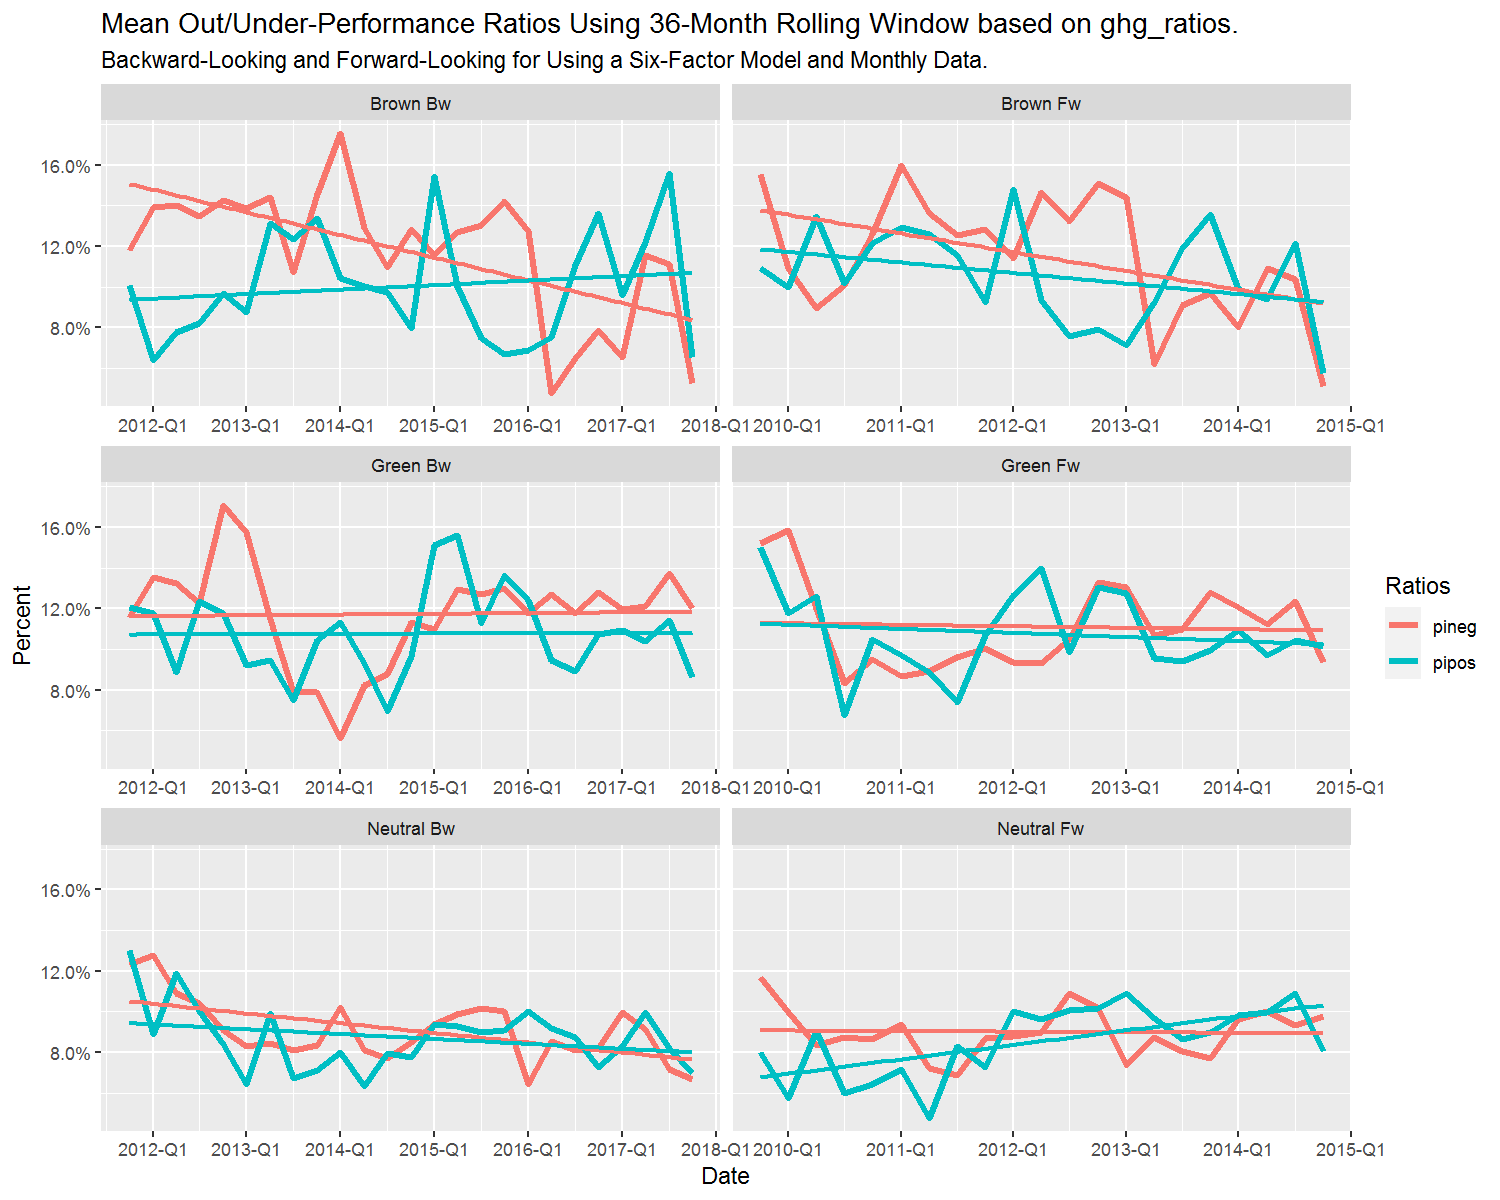 Mean Out/Under-Performance Ratios Using 36-Month Rolling Window based on ghg_ratios.
Backward-Looking and Forward-Looking for Using a Six-Factor Model and Monthly Data.
Brown Bw
Brown Fw
16.0%
12.0%
8.0%
2012-Q1 2013-Q1 2014-Q1 2015-Q1 2016-Q1 2017-Q1 2018-Q1
2010-Q1 2011-Q1 2012-Q1 2013-Q1 2014-Q1 2015-Q1
Green Bw
Green Fw
16.0%
12.0%
8.0%
2012-Q1 2013-Q1 2014-Q1 2015-Q1 2016-Q1 2017-Q1 2018-Q1
2010-Q1 2011-Q1 2012-Q1 2013-Q1 2014-Q1 2015-Q1
Neutral Bw
Neutral Fw
16.0%
12.0%
8.0%
2012-Q1 2013-Q1 2014-Q1 2015-Q1 2016-Q1 2017-Q1 2018-Q1
2010-Q1 2011-Q1 2012-Q1 2013-Q1 2014-Q1 2015-Q1
Percent
Date
Ratios
pineg
pipos